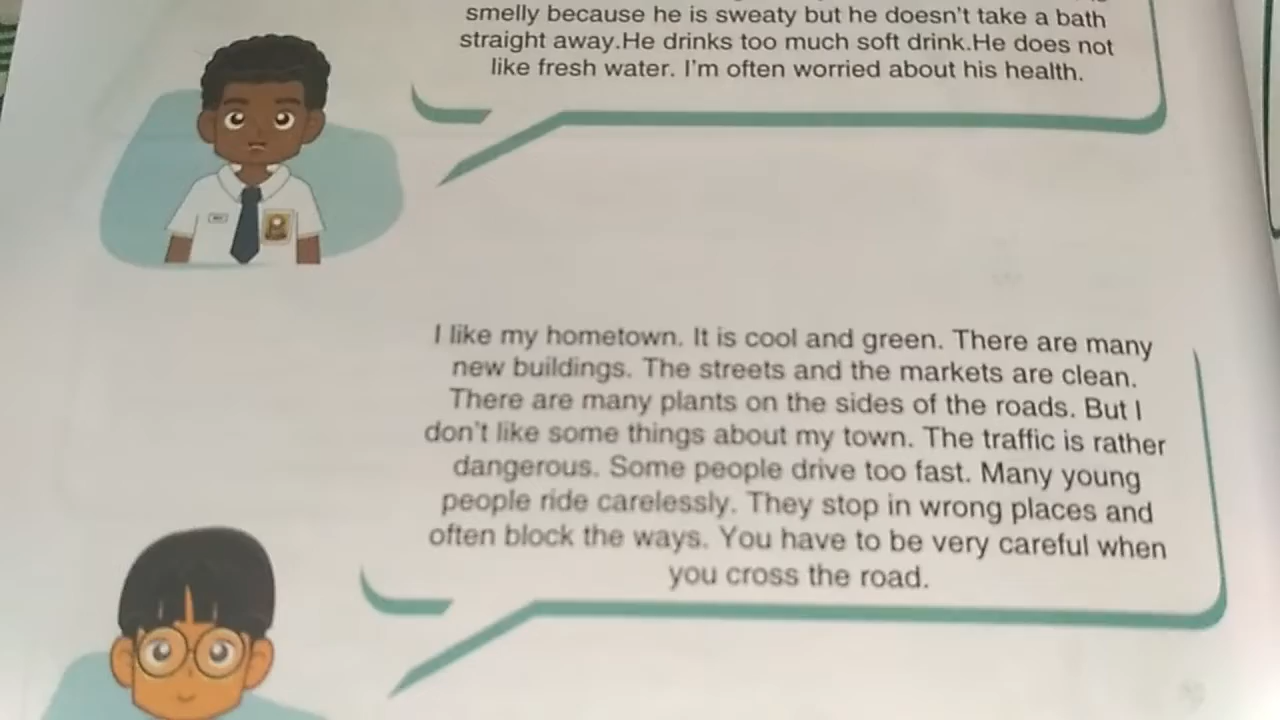 smelly because he is sweaty but he doesn't take a bath
straight away.He drinks too much soft drink.He does not
like fresh water. I'm often worried about his health.
I like my hometown. It is cool and green. There are many
new buildings. The streets and the markets are clean.
There are many plants on the sides of the roads. But I
don't like some things about my town. The traffic is rather
dangerous. Some people drive too fast. Many young
people ride carelessly. They stop in wrong places and
often block the ways. You have to be very careful when
you cross the road.